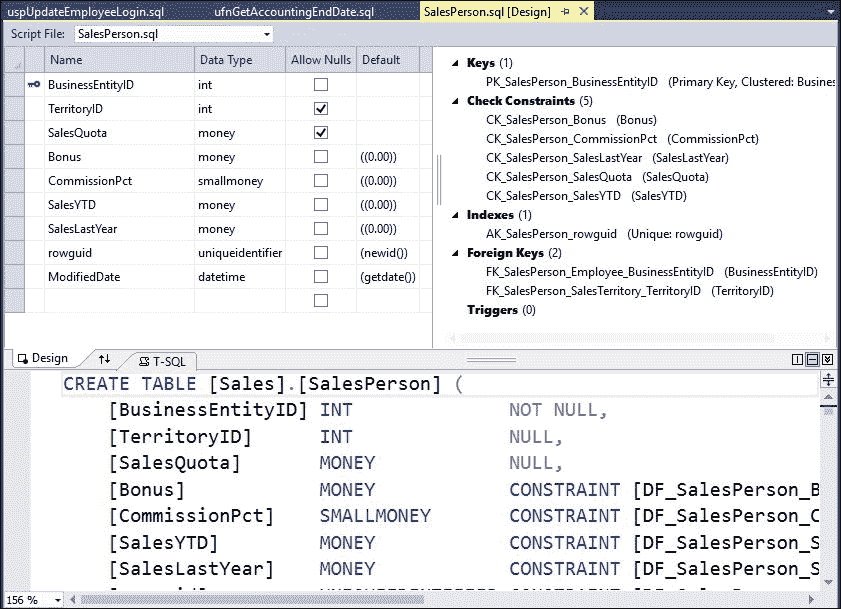 uspUpdateEmployeeLogin.sql ufnGetAccountingEndDate.sql SalesPerson.sql [Design]
Script File: SalesPerson.sql
Name Data Type Allow Nulls Default
BusinessEntityID int
TerritoryID int
SalesQuota money
Bonus money ((0.00))
CommissionPct smallmoney ((0.00))
SalesYTD money ((0.00))
SalesLastYear money ((0.00))
rowguid uniqueidentifier (newid())
ModifiedDate datetime (getdate())
Keys (1)
PK_SalesPerson_BusinessEntityID (Primary Key, Clustered: Busine
Check Constraints (5)
CK_SalesPerson_Bonus (Bonus)
CK_SalesPerson_CommissionPct (CommissionPct)
CK_SalesPerson_SalesLastYear (SalesLastYear)
CK_SalesPerson_SalesQuota (SalesQuota)
CK_SalesPerson_SalesYTD (SalesYTD)
Indexes (1)
AK_SalesPerson_rowguid (Unique: rowguid)
Foreign Keys (2)
FK_SalesPerson_Employee_BusinessEntityID (BusinessEntityID)
FK_SalesPerson_SalesTerritory_TerritoryID (TerritoryID)
Triggers (0)
Design T-SQL
CREATE TABLE [Sales].[SalesPerson] (
[BusinessEntityID] INT NOT NULL,
[TerritoryID] INT NULL,
[SalesQuota] MONEY NULL,
[Bonus] MONEY CONSTRAINT [DF_SalesPerson_B
[CommissionPct] SMALLMONEY CONSTRAINT [DF_SalesPerson_C
[SalesYTD] MONEY CONSTRAINT [DF_SalesPerson_S
[SalesLastYear] MONEY CONSTRAINT [DF_SalesPerson_S
156 %